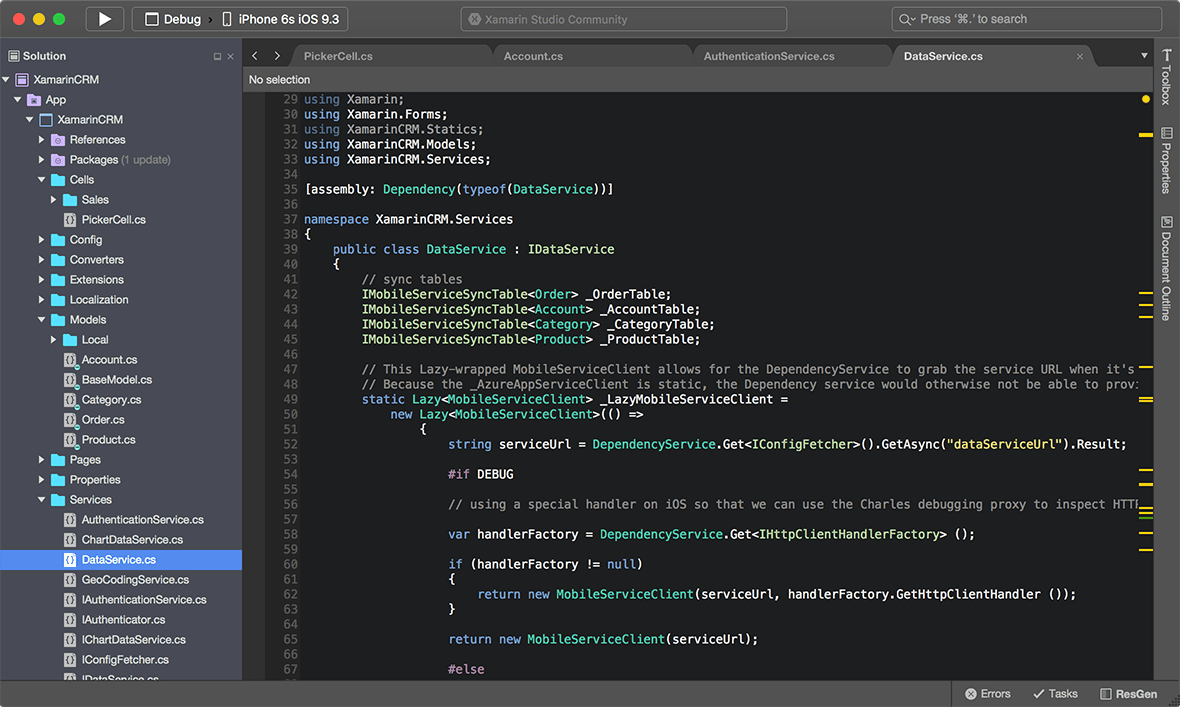 Debug
iPhone 6s iOS 9.3
Xamarin Studio Community
Press '⌘.' to search
Solution
XamarinCRM
App
XamarinCRM
References
Packages (1 update)
Cells
Sales
PickerCell.cs
Config
Converters
Extensions
Localization
Models
Local
Account.cs
BaseModel.cs
Category.cs
Order.cs
Product.cs
Pages
Properties
Services
AuthenticationService.cs
ChartDataService.cs
DataService.cs
GeoCodingService.cs
IAuthenticationService.cs
IAuthenticator.cs
IChartDataService.cs
IConfigFetcher.cs
IDataService.cs
PickerCell.cs
Account.cs
AuthenticationService.cs
DataService.cs
No selection
29 using Xamarin;
30 using Xamarin.Forms;
31 using XamarinCRM.Statics;
32 using XamarinCRM.Models;
33 using XamarinCRM.Services;
34
35 [assembly: Dependency(typeof(DataService))]
36
37 namespace XamarinCRM.Services
38 {
39     public class DataService : IDataService
40     {
41         // sync tables
42         IMobileServiceSyncTable<Order> _OrderTable;
43         IMobileServiceSyncTable<Account> _AccountTable;
44         IMobileServiceSyncTable<Category> _CategoryTable;
45         IMobileServiceSyncTable<Product> _ProductTable;
46
47         // This Lazy-wrapped MobileServiceClient allows for the DependencyService to grab the service URL when it's
48         // Because the _AzureAppServiceClient is static, the Dependency service would otherwise not be able to provi
49         static Lazy<MobileServiceClient> _LazyMobileServiceClient =
50             new Lazy<MobileServiceClient>(() =>
51                 {
52                     string serviceUrl = DependencyService.Get<IConfigFetcher>().GetAsync("dataServiceUrl").Result;
53
54                     #if DEBUG
55
56                     // using a special handler on iOS so that we can use the Charles debugging proxy to inspect HTTP
57
58                     var handlerFactory = DependencyService.Get<IHttpClientHandlerFactory> ();
59
60                     if (handlerFactory != null)
61                     {
62                         return new MobileServiceClient(serviceUrl, handlerFactory.GetHttpClientHandler ());
63                     }
64
65                     return new MobileServiceClient(serviceUrl);
66
67                     #else
Toolbox
Properties
Document Outline
Errors
Tasks
ResGen